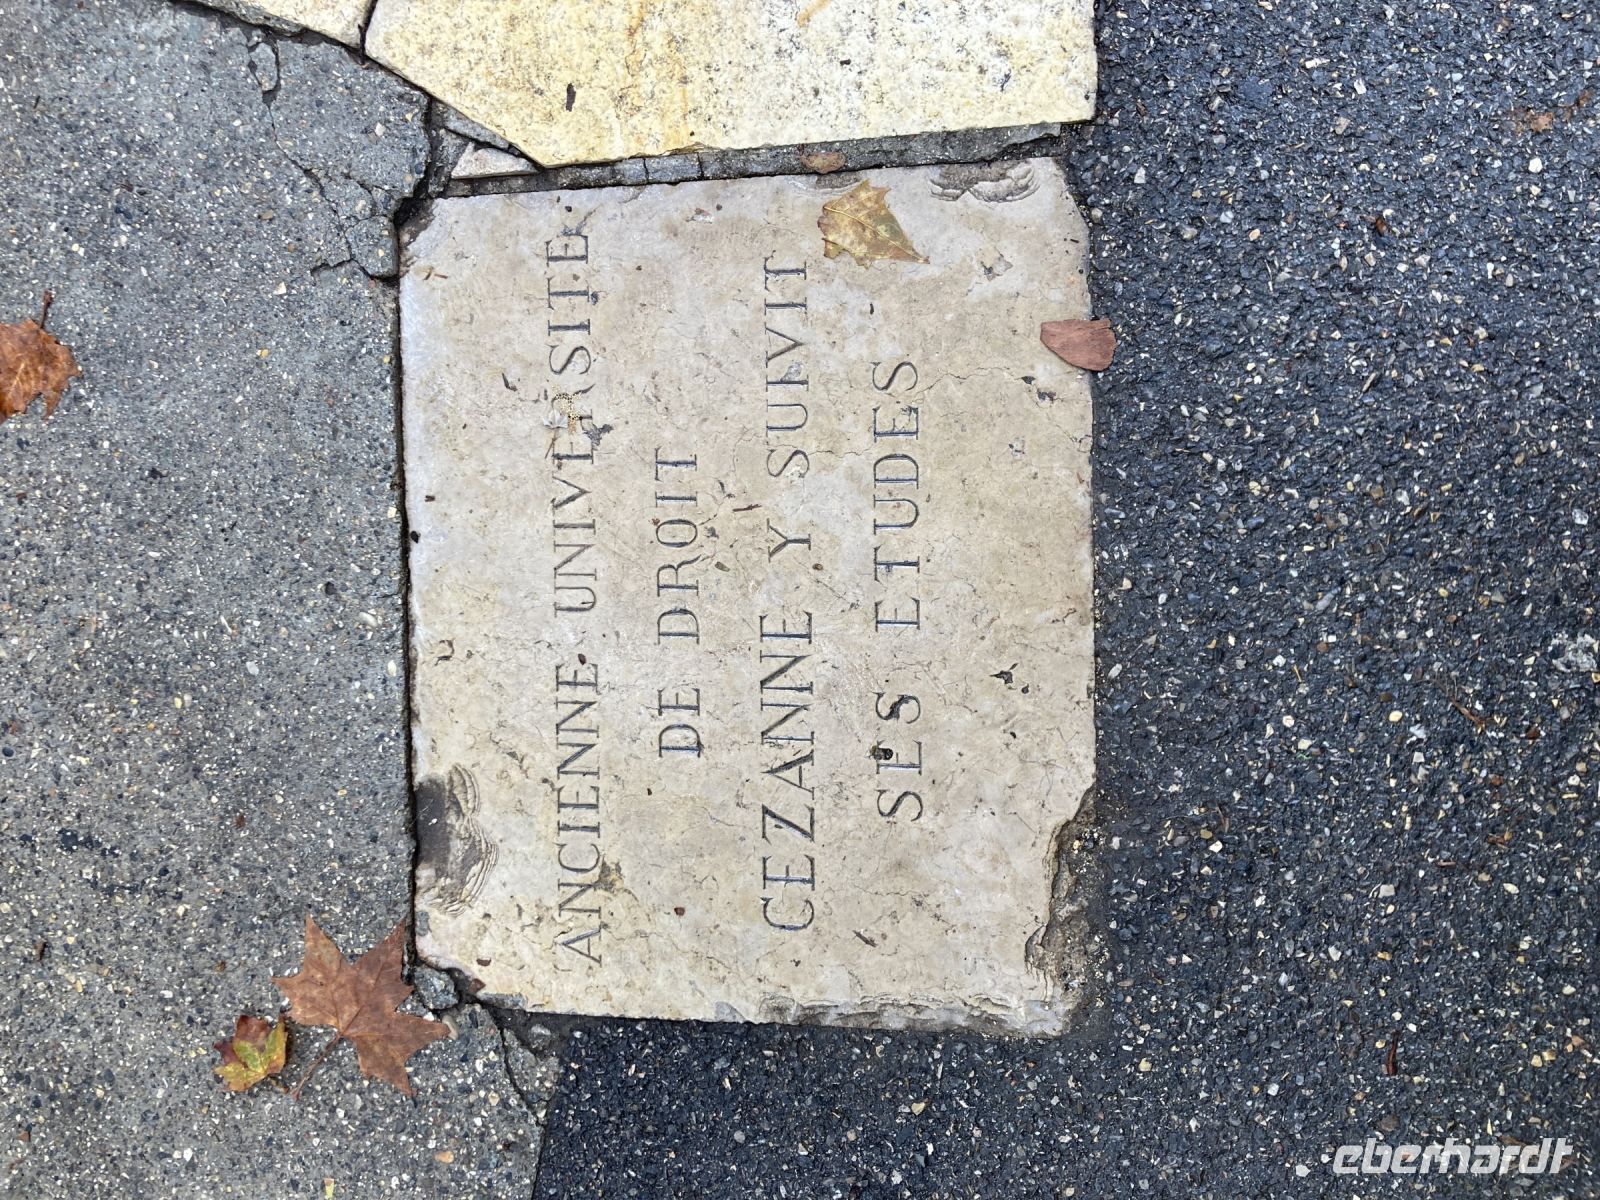 ANCIENNE UNIVERSITE
DE DROIT
CEZANNE Y SUIVIT
SES ETUDES
eberhardt